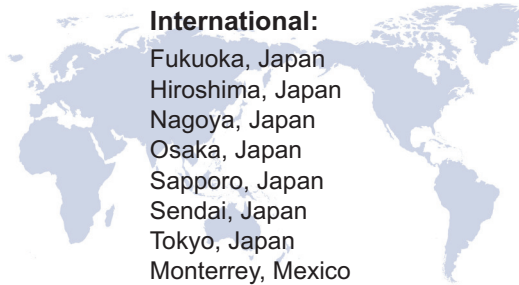 International:
Fukuoka, Japan
Hiroshima, Japan
Nagoya, Japan
Osaka, Japan
Sapporo, Japan
Sendai, Japan
Tokyo, Japan
Monterrey, Mexico